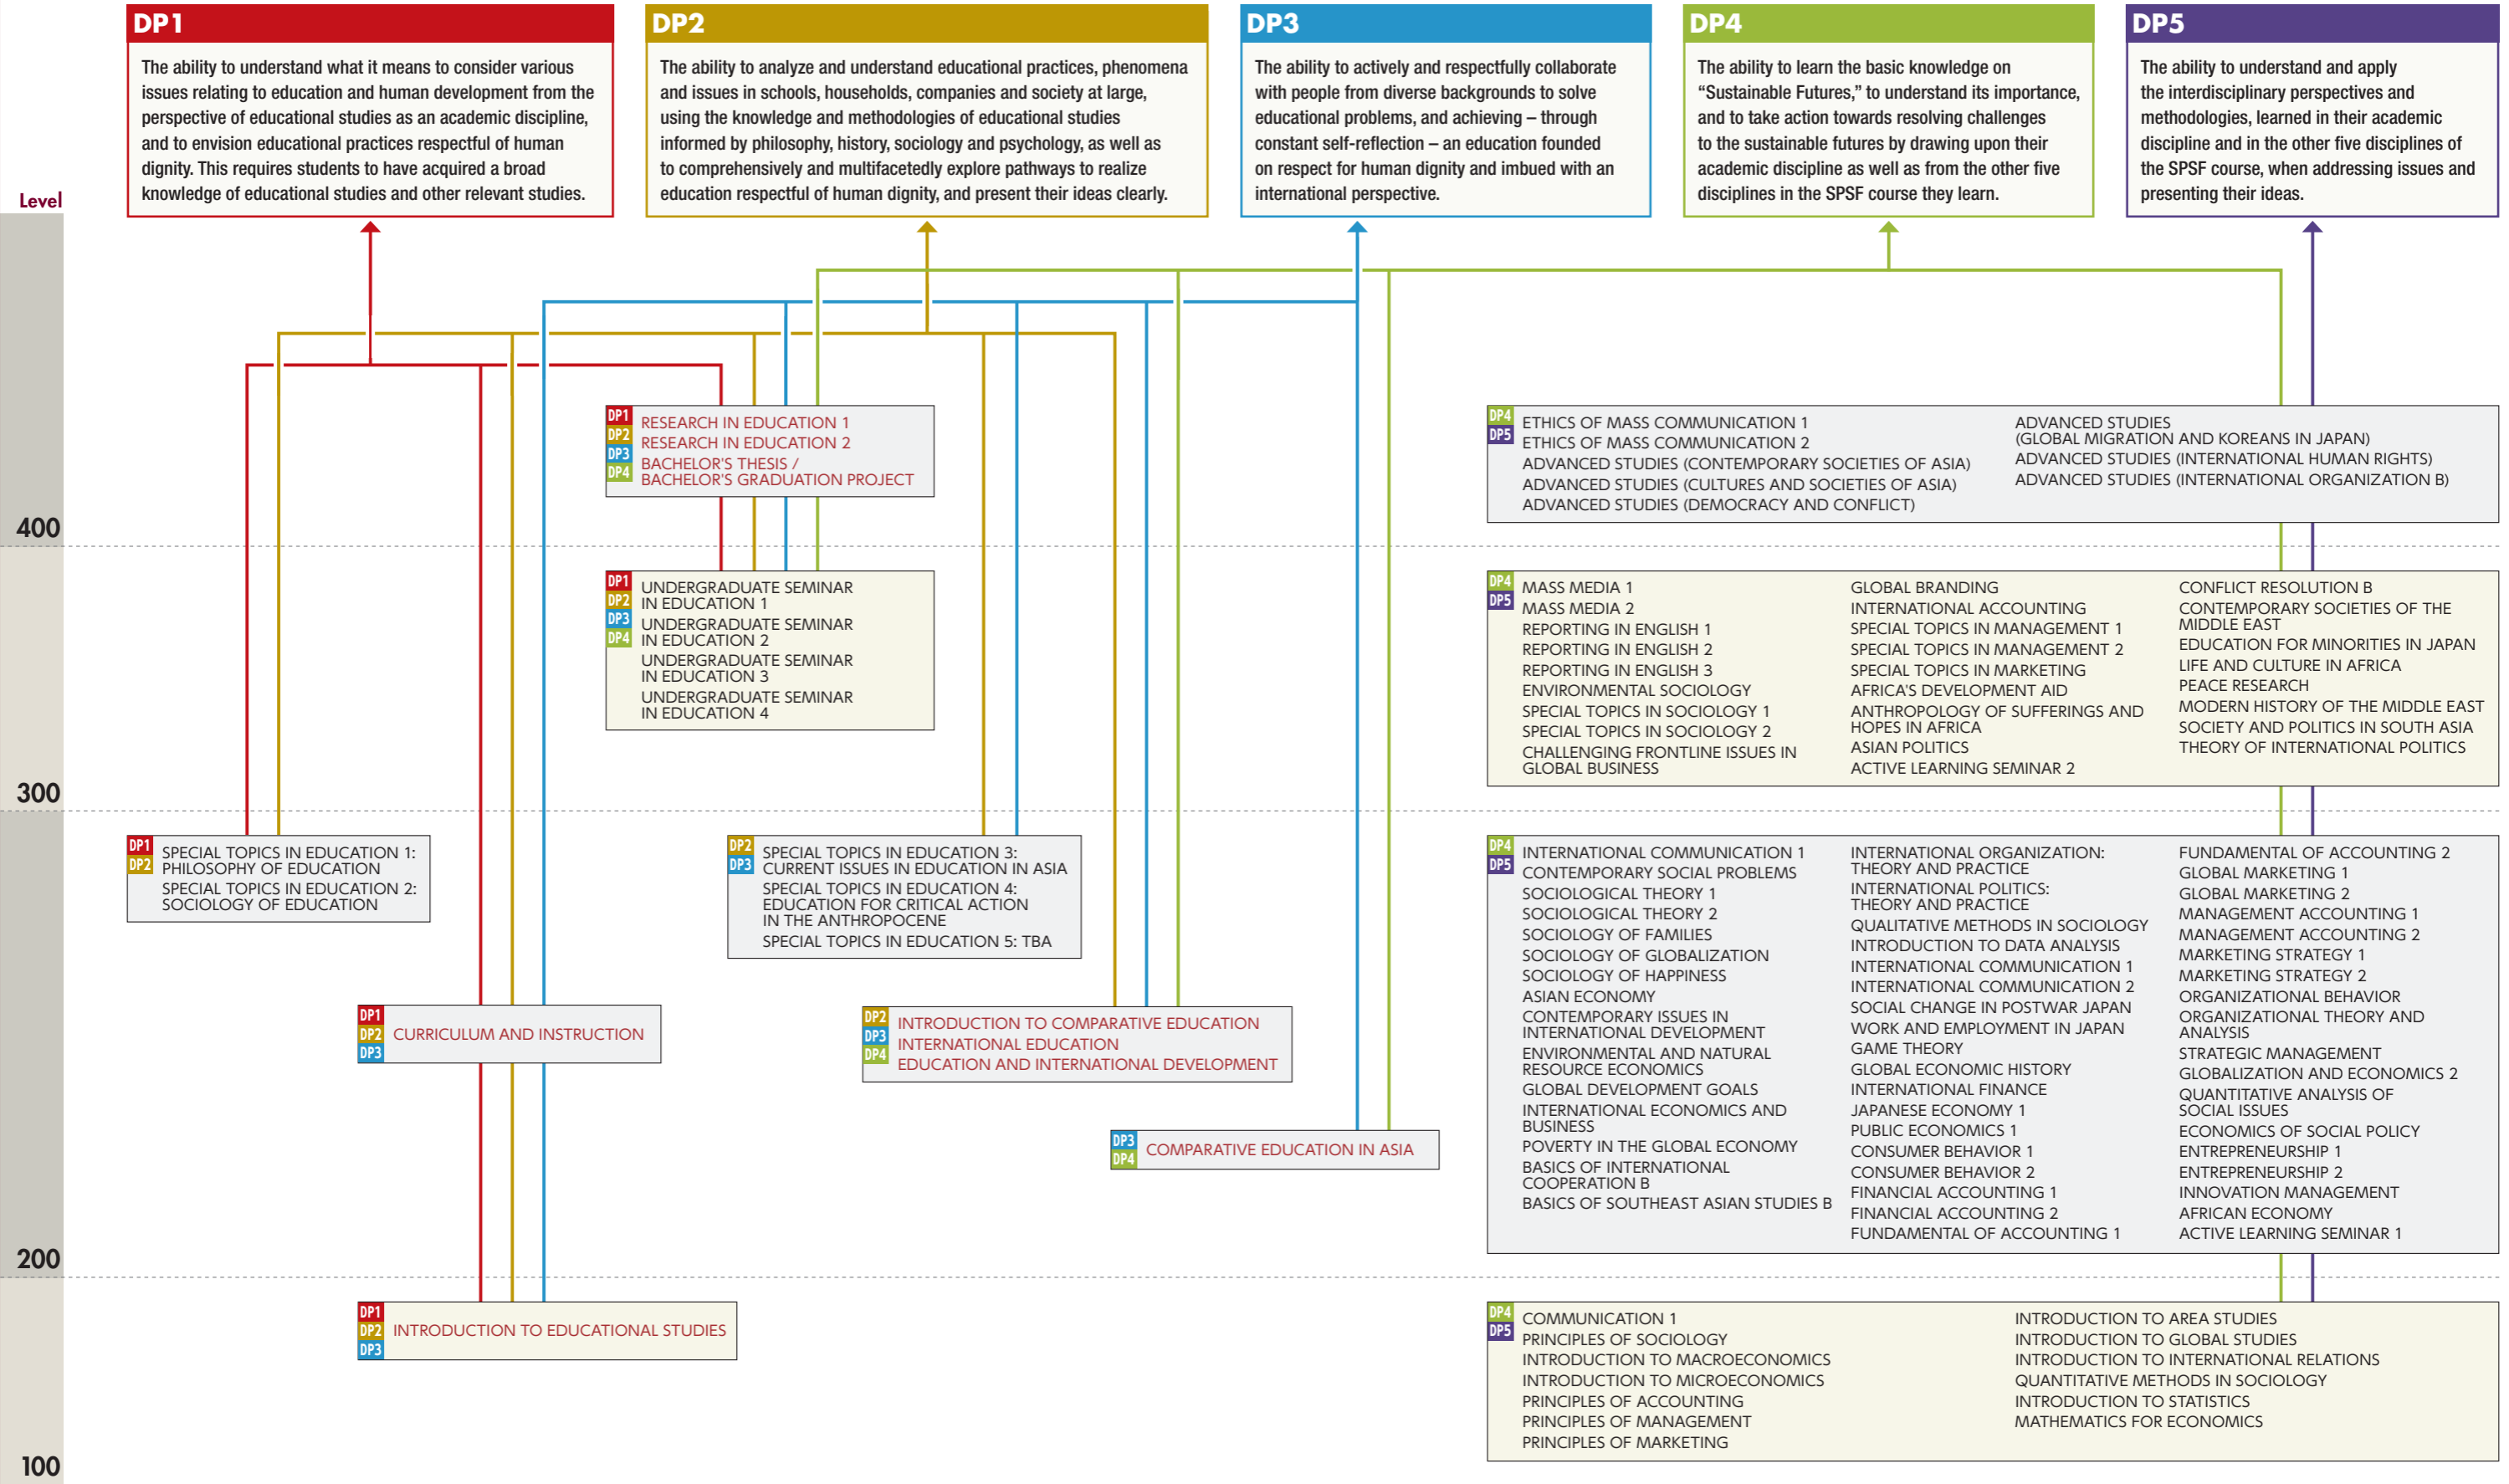 DP1
The ability to understand what it means to consider various
issues relating to education and human development from the
perspective of educational studies as an academic discipline,
and to envision educational practices respectful of human
dignity. This requires students to have acquired a broad
knowledge of educational studies and other relevant studies.
DP2
The ability to analyze and understand educational practices, phenomena
and issues in schools, households, companies and society at large,
using the knowledge and methodologies of educational studies
informed by philosophy, history, sociology and psychology, as well as
to comprehensively and multifacetedly explore pathways to realize
education respectful of human dignity, and present their ideas clearly.
DP3
The ability to actively and respectfully collaborate
with people from diverse backgrounds to solve
educational problems, and achieving – through
constant self-reflection – an education founded
on respect for human dignity and imbued with an
international perspective.
DP4
The ability to learn the basic knowledge on
“Sustainable Futures,” to understand its importance,
and to take action towards resolving challenges
to the sustainable futures by drawing upon their
academic discipline as well as from the other five
disciplines in the SPSF course they learn.
DP5
The ability to understand and apply
the interdisciplinary perspectives and
methodologies, learned in their academic
discipline and in the other five disciplines of
the SPSF course, when addressing issues and
presenting their ideas.
Level
DP1
DP2
DP3
DP4
RESEARCH IN EDUCATION 1
RESEARCH IN EDUCATION 2
BACHELOR'S THESIS /
BACHELOR'S GRADUATION PROJECT
DP4
DP5
ETHICS OF MASS COMMUNICATION 1
ETHICS OF MASS COMMUNICATION 2
ADVANCED STUDIES (CONTEMPORARY SOCIETIES OF ASIA)
ADVANCED STUDIES (CULTURES AND SOCIETIES OF ASIA)
ADVANCED STUDIES (DEMOCRACY AND CONFLICT)
ADVANCED STUDIES
(GLOBAL MIGRATION AND KOREANS IN JAPAN)
ADVANCED STUDIES (INTERNATIONAL HUMAN RIGHTS)
ADVANCED STUDIES (INTERNATIONAL ORGANIZATION B)
400
DP1
DP2
DP3
DP4
UNDERGRADUATE SEMINAR
IN EDUCATION 1
UNDERGRADUATE SEMINAR
IN EDUCATION 2
UNDERGRADUATE SEMINAR
IN EDUCATION 3
UNDERGRADUATE SEMINAR
IN EDUCATION 4
DP4
DP5
MASS MEDIA 1
MASS MEDIA 2
REPORTING IN ENGLISH 1
REPORTING IN ENGLISH 2
REPORTING IN ENGLISH 3
ENVIRONMENTAL SOCIOLOGY
SPECIAL TOPICS IN SOCIOLOGY 1
SPECIAL TOPICS IN SOCIOLOGY 2
CHALLENGING FRONTLINE ISSUES IN
GLOBAL BUSINESS
GLOBAL BRANDING
INTERNATIONAL ACCOUNTING
SPECIAL TOPICS IN MANAGEMENT 1
SPECIAL TOPICS IN MANAGEMENT 2
SPECIAL TOPICS IN MARKETING
AFRICA'S DEVELOPMENT AID
ANTHROPOLOGY OF SUFFERINGS AND
HOPES IN AFRICA
ASIAN POLITICS
ACTIVE LEARNING SEMINAR 2
CONFLICT RESOLUTION B
CONTEMPORARY SOCIETIES OF THE
MIDDLE EAST
EDUCATION FOR MINORITIES IN JAPAN
LIFE AND CULTURE IN AFRICA
PEACE RESEARCH
MODERN HISTORY OF THE MIDDLE EAST
SOCIETY AND POLITICS IN SOUTH ASIA
THEORY OF INTERNATIONAL POLITICS
300
DP1
DP2
SPECIAL TOPICS IN EDUCATION 1:
PHILOSOPHY OF EDUCATION
SPECIAL TOPICS IN EDUCATION 2:
SOCIOLOGY OF EDUCATION
DP2
DP3
SPECIAL TOPICS IN EDUCATION 3:
CURRENT ISSUES IN EDUCATION IN ASIA
SPECIAL TOPICS IN EDUCATION 4:
EDUCATION FOR CRITICAL ACTION
IN THE ANTHROPOCENE
SPECIAL TOPICS IN EDUCATION 5: TBA
DP1
DP2
DP3
CURRICULUM AND INSTRUCTION
DP2
DP3
DP4
INTRODUCTION TO COMPARATIVE EDUCATION
INTERNATIONAL EDUCATION
EDUCATION AND INTERNATIONAL DEVELOPMENT
DP3
DP4
COMPARATIVE EDUCATION IN ASIA
DP4
DP5
INTERNATIONAL COMMUNICATION 1
CONTEMPORARY SOCIAL PROBLEMS
SOCIOLOGICAL THEORY 1
SOCIOLOGICAL THEORY 2
SOCIOLOGY OF FAMILIES
SOCIOLOGY OF GLOBALIZATION
SOCIOLOGY OF HAPPINESS
ASIAN ECONOMY
CONTEMPORARY ISSUES IN
INTERNATIONAL DEVELOPMENT
ENVIRONMENTAL AND NATURAL
RESOURCE ECONOMICS
GLOBAL DEVELOPMENT GOALS
INTERNATIONAL ECONOMICS AND
BUSINESS
POVERTY IN THE GLOBAL ECONOMY
BASICS OF INTERNATIONAL
COOPERATION B
BASICS OF SOUTHEAST ASIAN STUDIES B
INTERNATIONAL ORGANIZATION:
THEORY AND PRACTICE
INTERNATIONAL POLITICS:
THEORY AND PRACTICE
QUALITATIVE METHODS IN SOCIOLOGY
INTRODUCTION TO DATA ANALYSIS
INTERNATIONAL COMMUNICATION 1
INTERNATIONAL COMMUNICATION 2
SOCIAL CHANGE IN POSTWAR JAPAN
WORK AND EMPLOYMENT IN JAPAN
GAME THEORY
GLOBAL ECONOMIC HISTORY
INTERNATIONAL FINANCE
JAPANESE ECONOMY 1
PUBLIC ECONOMICS 1
CONSUMER BEHAVIOR 1
CONSUMER BEHAVIOR 2
FINANCIAL ACCOUNTING 1
FINANCIAL ACCOUNTING 2
FUNDAMENTAL OF ACCOUNTING 1
FUNDAMENTAL OF ACCOUNTING 2
GLOBAL MARKETING 1
GLOBAL MARKETING 2
MANAGEMENT ACCOUNTING 1
MANAGEMENT ACCOUNTING 2
MARKETING STRATEGY 1
MARKETING STRATEGY 2
ORGANIZATIONAL BEHAVIOR
ORGANIZATIONAL THEORY AND
ANALYSIS
STRATEGIC MANAGEMENT
GLOBALIZATION AND ECONOMICS 2
QUANTITATIVE ANALYSIS OF
SOCIAL ISSUES
ECONOMICS OF SOCIAL POLICY
ENTREPRENEURSHIP 1
ENTREPRENEURSHIP 2
INNOVATION MANAGEMENT
AFRICAN ECONOMY
ACTIVE LEARNING SEMINAR 1
200
DP1
DP2
DP3
INTRODUCTION TO EDUCATIONAL STUDIES
DP4
DP5
COMMUNICATION 1
PRINCIPLES OF SOCIOLOGY
INTRODUCTION TO MACROECONOMICS
INTRODUCTION TO MICROECONOMICS
PRINCIPLES OF ACCOUNTING
PRINCIPLES OF MANAGEMENT
PRINCIPLES OF MARKETING
INTRODUCTION TO AREA STUDIES
INTRODUCTION TO GLOBAL STUDIES
INTRODUCTION TO INTERNATIONAL RELATIONS
QUANTITATIVE METHODS IN SOCIOLOGY
INTRODUCTION TO STATISTICS
MATHEMATICS FOR ECONOMICS
100